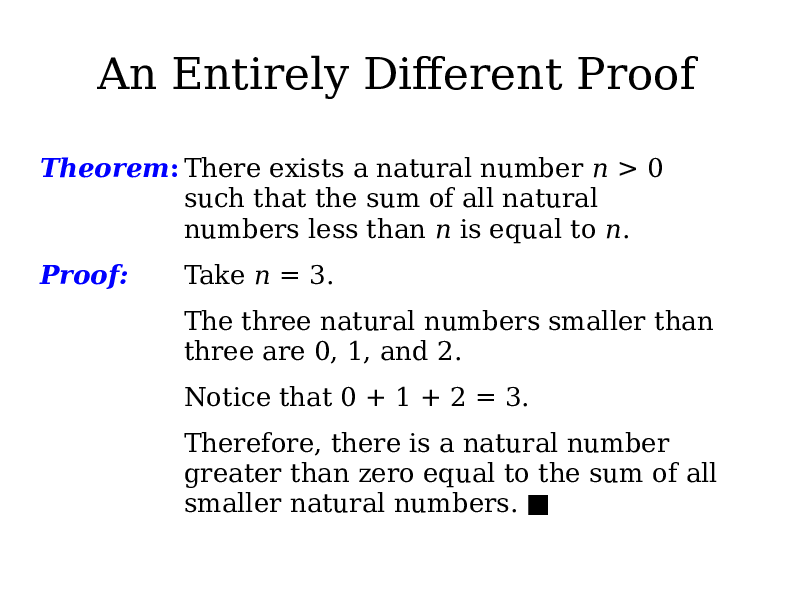 An Entirely Different Proof
Theorem: There exists a natural number n > 0
such that the sum of all natural
numbers less than n is equal to n.
Proof: Take n = 3.
The three natural numbers smaller than
three are 0, 1, and 2.
Notice that 0 + 1 + 2 = 3.
Therefore, there is a natural number
greater than zero equal to the sum of all
smaller natural numbers. ■